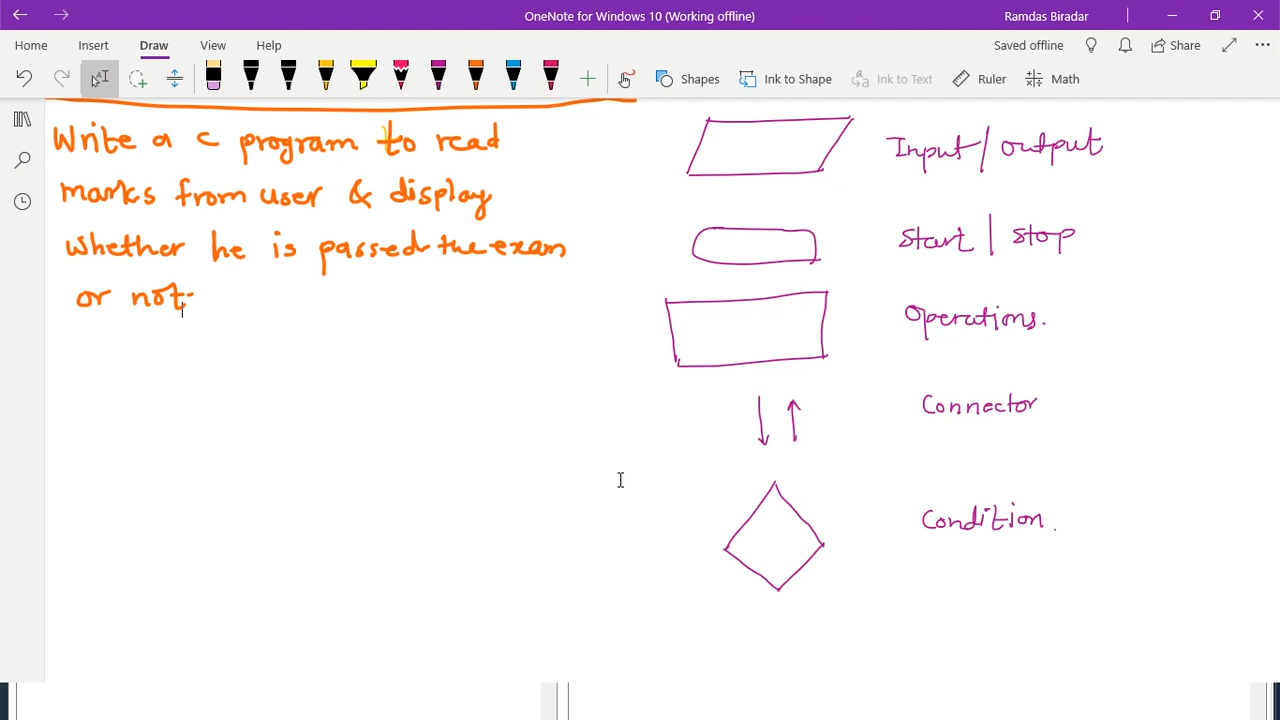 OneNote for Windows 10 (Working offline)
Ramdas Biradar
Home Insert Draw View Help
Saved offline
Share
Shapes
Ink to Shape
Ink to Text
Ruler
Math
Write a c program to read
marks from user & display
whether he is passed the exam
or not.
Input / output
Start | stop
Operations.
Connector
Condition.